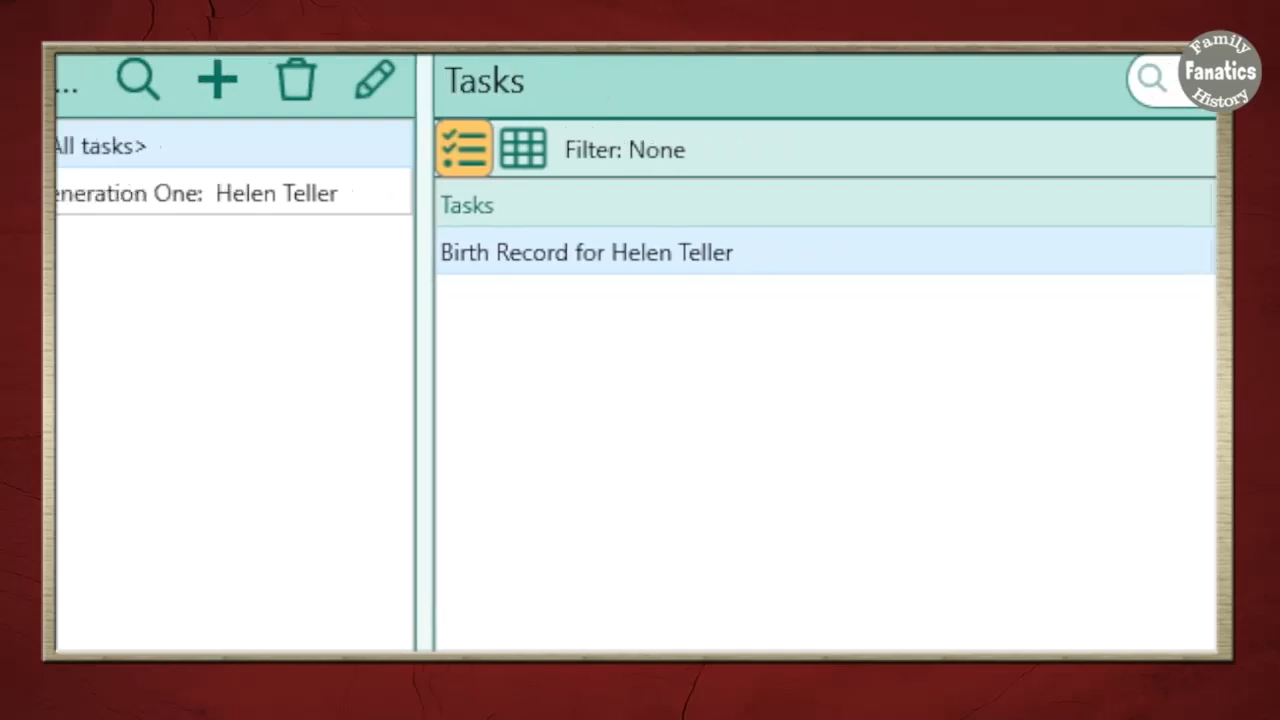 ...
All tasks>
eneration One: Helen Teller
Tasks
Filter: None
Tasks
Birth Record for Helen Teller
Family
Fanatics
History